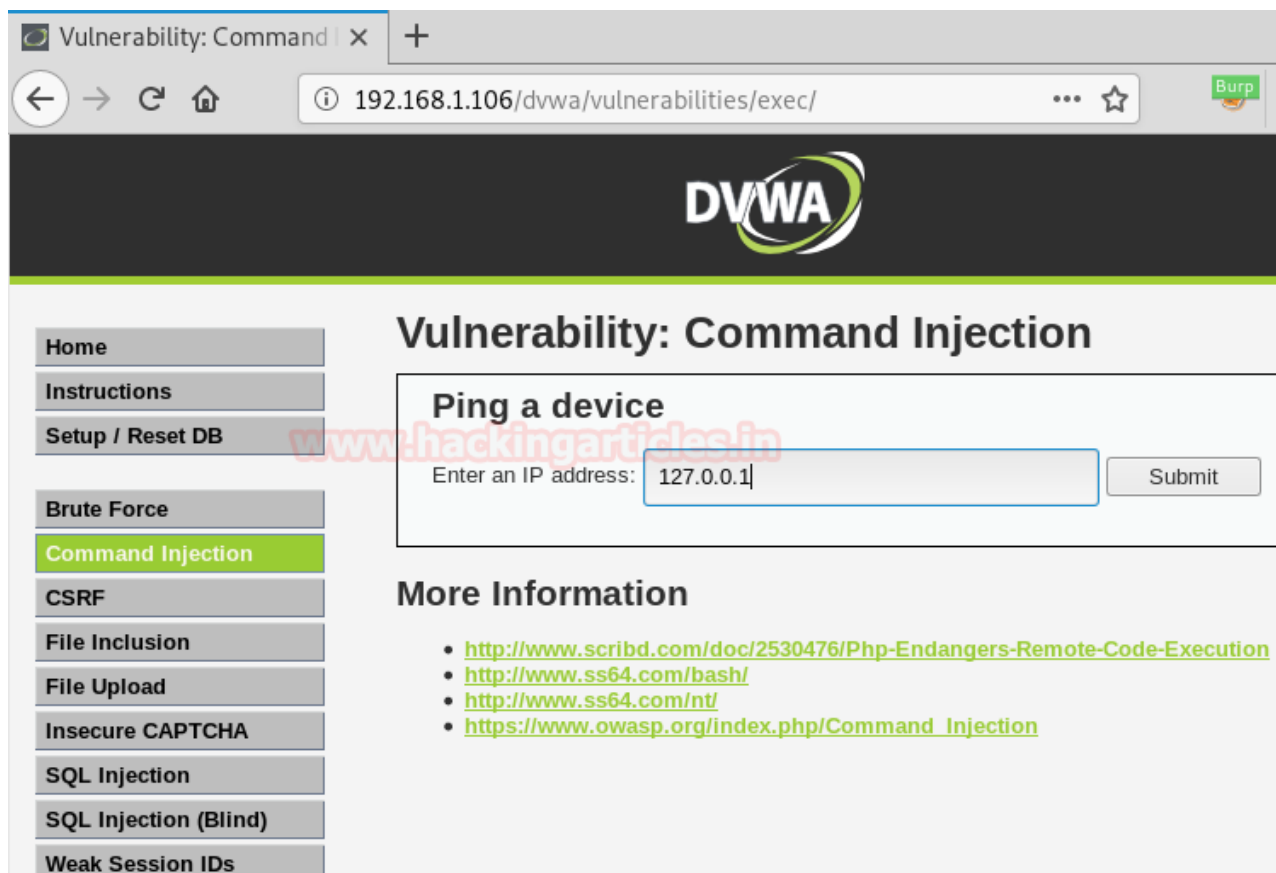 Vulnerability: Command
192.168.1.106/dvwa/vulnerabilities/exec/
Burp
DVWA
Home
Instructions
Setup / Reset DB
Brute Force
Command Injection
CSRF
File Inclusion
File Upload
Insecure CAPTCHA
SQL Injection
SQL Injection (Blind)
Weak Session IDs
Vulnerability: Command Injection
Ping a device
www.hackingarticles.in
Enter an IP address: 127.0.0.1 Submit
More Information
http://www.scribd.com/doc/2530476/Php-Endangers-Remote-Code-Execution
http://www.ss64.com/bash/
http://www.ss64.com/nt/
https://www.owasp.org/index.php/Command_Injection